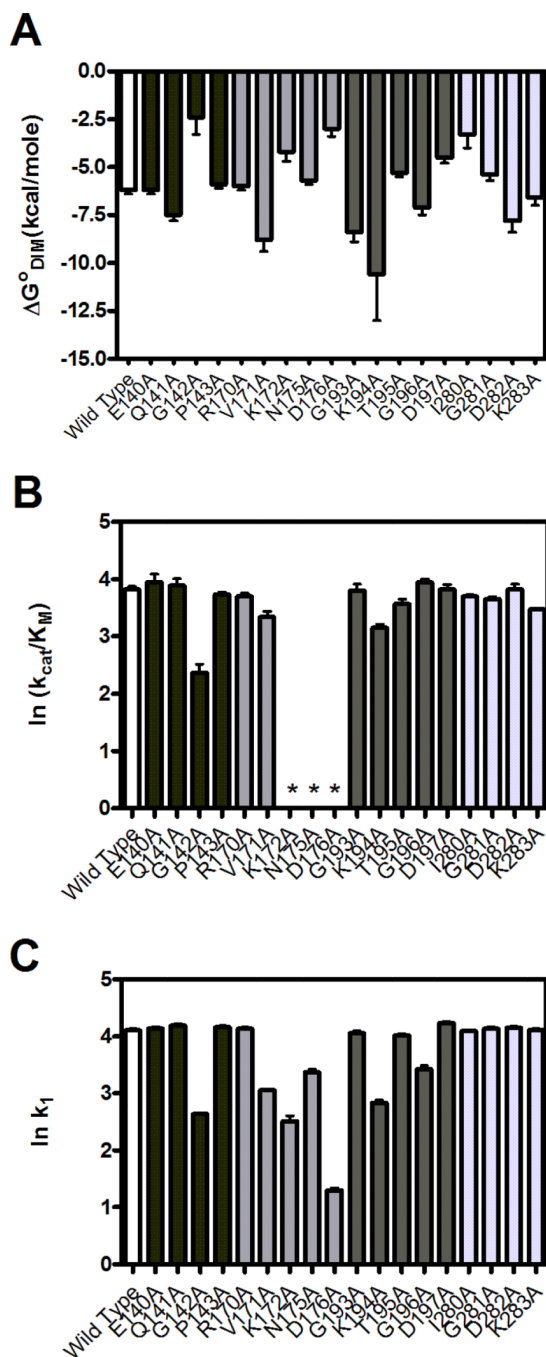 A
0.0
-2.5
-5.0
-7.5
-10.0
-12.5
-15.0
ΔG°DIM(kcal/mole)
Wild Type
E140A
Q141A
G142A
P143A
R170A
V171A
K172A
N175A
D176A
G193A
K194A
T195A
G196A
D197A
I280A
G281A
D282A
K283A
B
5
4
3
2
1
0
ln (kcat/KM)
* * *
Wild Type
E140A
Q141A
G142A
P143A
R170A
V171A
K172A
N175A
D176A
G193A
K194A
T195A
G196A
D197A
I280A
G281A
D282A
K283A
C
5
4
3
2
1
0
ln k1
Wild Type
E140A
Q141A
G142A
P143A
R170A
V171A
K172A
N175A
D176A
G193A
K194A
T195A
G196A
D197A
I280A
G281A
D282A
K283A